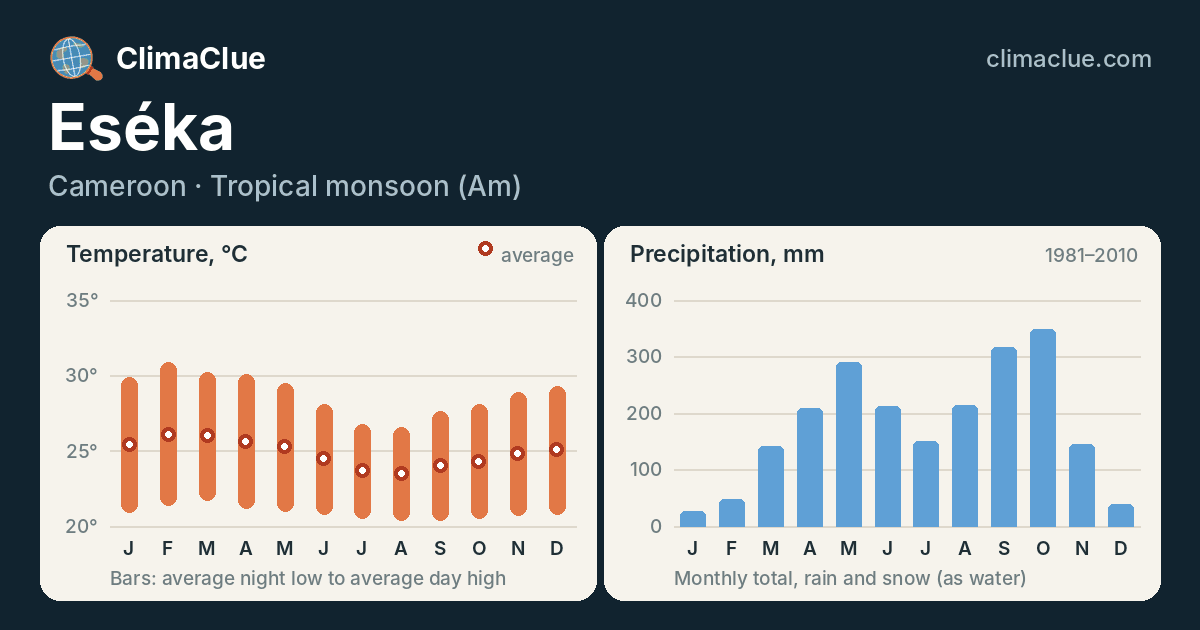 ClimaClue
climaclue.com
Eséka
Cameroon · Tropical monsoon (Am)
Temperature, °C
average
35°
30°
25°
20°
J F M A M J J A S O N D
Bars: average night low to average day high
Precipitation, mm
1981–2010
400
300
200
100
0
J F M A M J J A S O N D
Monthly total, rain and snow (as water)